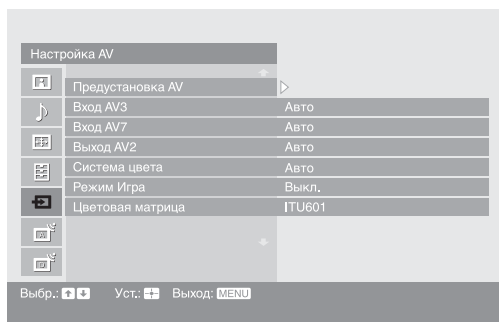 Настройка AV
Предустановка AV
Вход AV3 Авто
Вход AV7 Авто
Выход AV2 Авто
Система цвета Авто
Режим Игра Выкл.
Цветовая матрица ITU601
Выбр.: Уст.: Выход: MENU